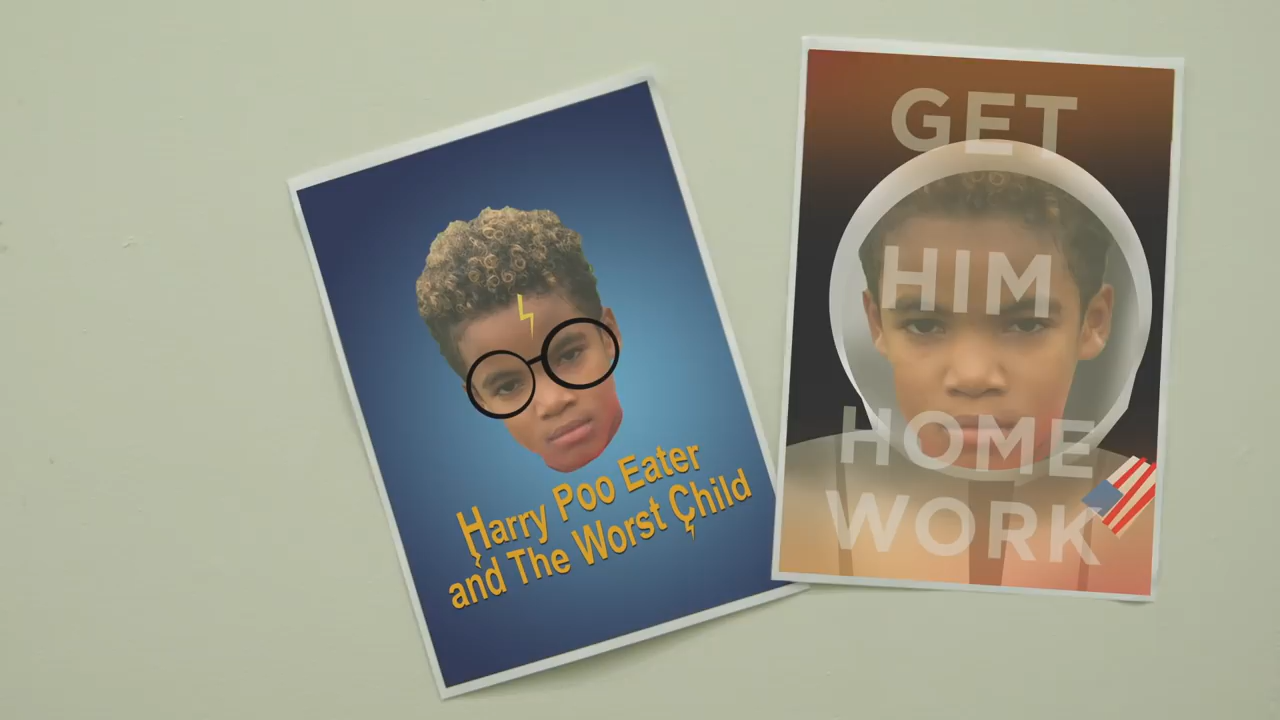 Harry Poo Eater
and The Worst Child
GET
HIM
HOME
WORK